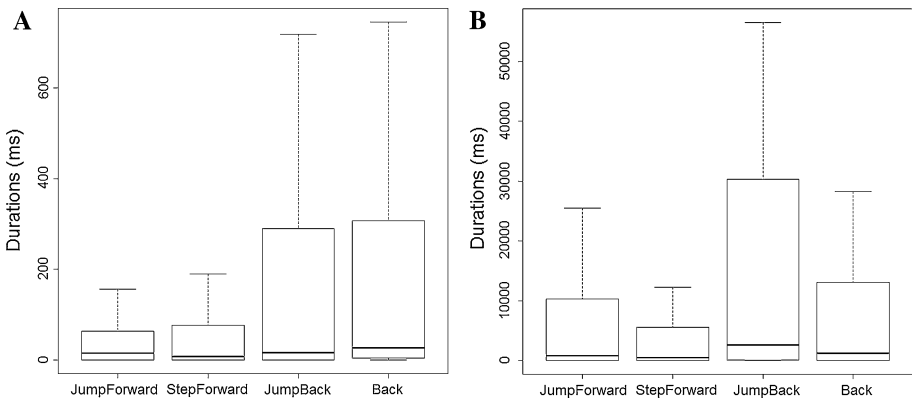 A
Durations (ms)
600
400
200
0
JumpForward StepForward JumpBack Back
B
Durations (ms)
50000
40000
30000
20000
10000
0
JumpForward StepForward JumpBack Back